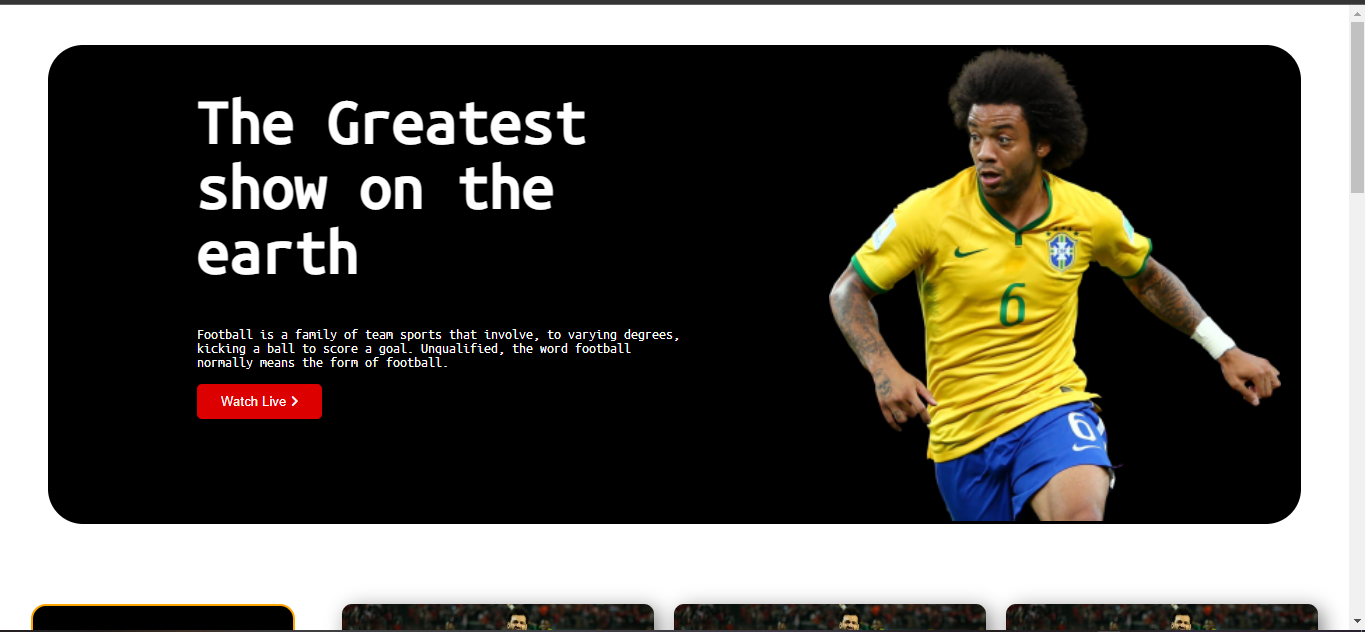 The Greatest
show on the
earth
Football is a family of team sports that involve, to varying degrees,
kicking a ball to score a goal. Unqualified, the word football
normally means the form of football.
Watch Live
6
6